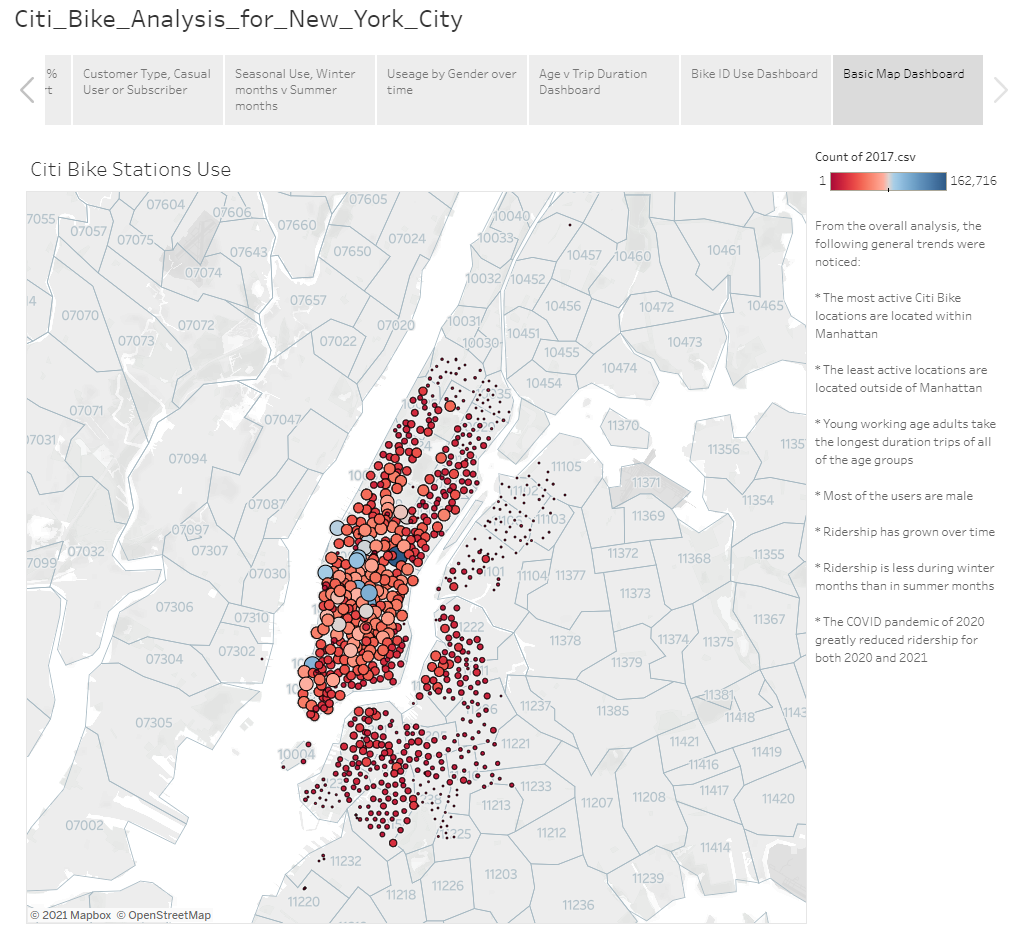 Citi_Bike_Analysis_for_New_York_City
%
rt
Customer Type, Casual
User or Subscriber
Seasonal Use, Winter
months v Summer
months
Useage by Gender over
time
Age v Trip Duration
Dashboard
Bike ID Use Dashboard
Basic Map Dashboard
Citi Bike Stations Use
Count of 2017.csv
1
162,716
From the overall analysis, the
following general trends were
noticed:
* The most active Citi Bike
locations are located within
Manhattan
* The least active locations are
located outside of Manhattan
* Young working age adults take
the longest duration trips of all
of the age groups
* Most of the users are male
* Ridership has grown over time
* Ridership is less during winter
months than in summer months
* The COVID pandemic of 2020
greatly reduced ridership for
both 2020 and 2021
07605
07604
07606
10040
07055
07057
07660
07075
07024
10033
07643
07650
10457
10460
10461
07074
10032
10452
07657
10456
10472
10465
07070
10031
07072
07020
10451
07073
07022
10030
10473
10455
10474
10454
07071
07047
11370
07031
11356
07094
11105
11371
11354
07087
11369
07097
11103
07032
07307
11372
11368
11355
07099
07030
11104
11377
11373
07306
07310
11367
11378
11374
11375
07302
07304
11379
11381
11237
11385
11418
07305
11421
11221
11419
10004
11416
11233
11417
11207
11208
11420
11213
07002
11212
11414
11232
11203
11239
11226
11218
11220
11236
© 2021 Mapbox © OpenStreetMap